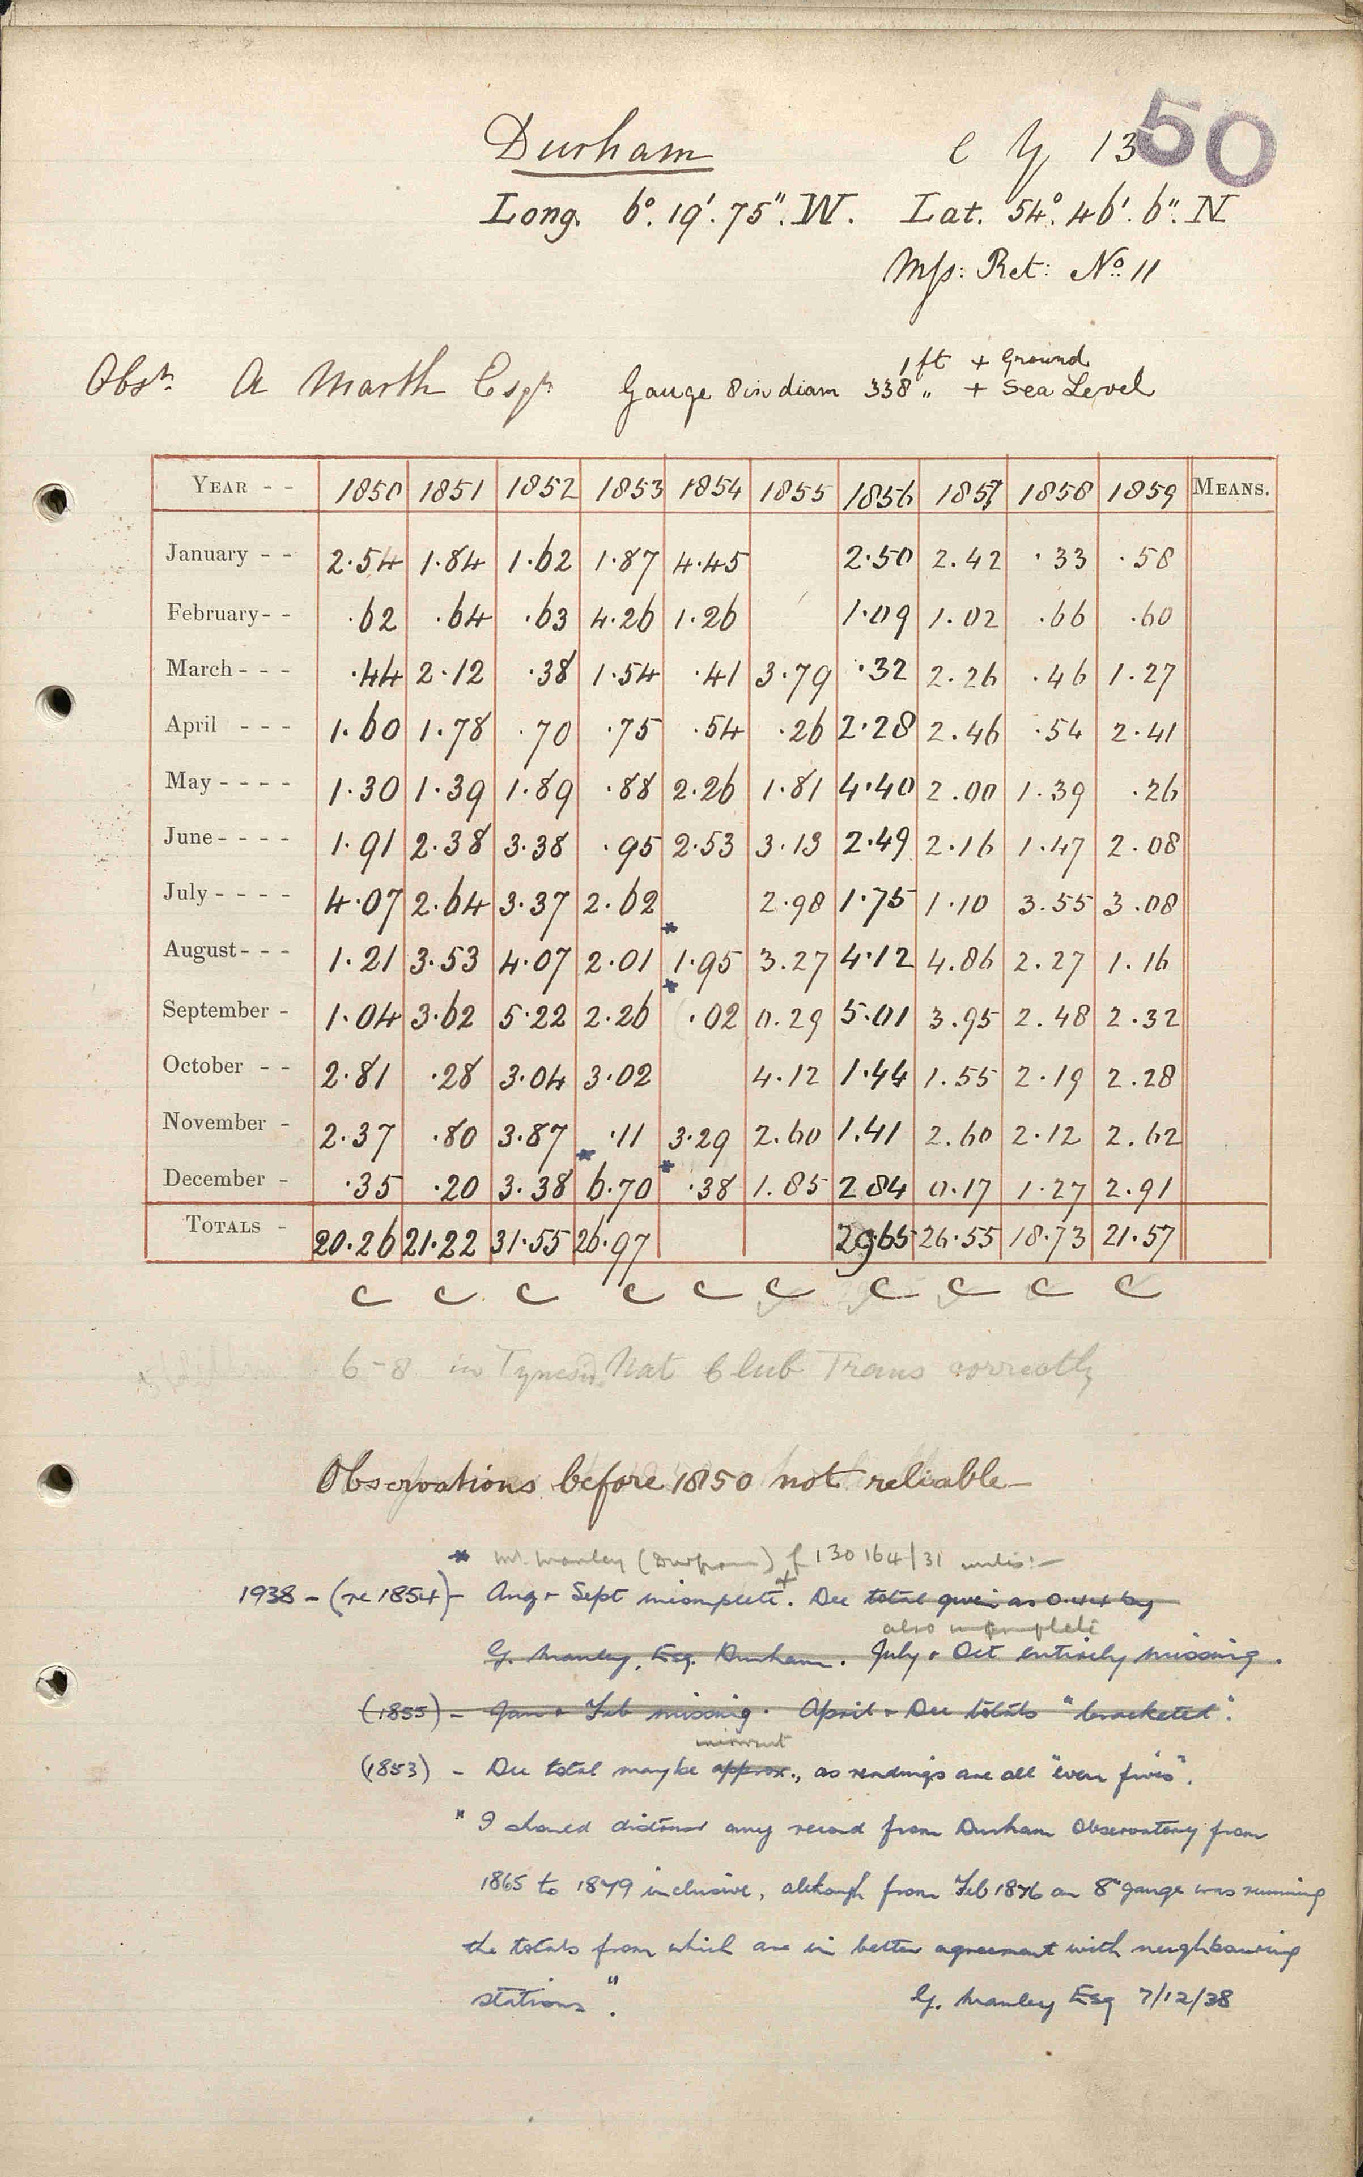 50
Durham
Long. 6°. 19'. 75". W. Lat. 54°. 46'. 6". N
Mss: Ret: No. 11
1 ft + Ground
Obsr. A Marth Esqr. Gauge 8 in diam 338 " + Sea Level
YEAR - - 1850 1851 1852 1853 1854 1855 1856 1857 1858 1859 MEANS.
January - - 2.54 1.84 1.62 1.87 4.45 2.50 2.42 .33 .58
February - - .62 .64 .63 4.26 1.26 1.09 1.02 .66 .60
March - - - .44 2.12 .38 1.54 .41 3.79 .32 2.26 .46 1.27
April - - - 1.60 1.78 .70 .75 .54 .26 2.28 2.46 .54 2.41
May - - - - 1.30 1.39 1.89 .88 2.26 1.81 4.40 2.00 1.39 .26
June - - - - 1.91 2.38 3.38 .95 2.53 3.13 2.49 2.16 1.47 2.08
July - - - - 4.07 2.64 3.37 2.62 2.98 1.75 1.10 3.55 3.08
August - - - 1.21 3.53 4.07 2.01 * 1.95 3.27 4.12 4.86 2.27 1.16
September - 1.04 3.62 5.22 2.26 * .02 0.29 5.01 3.95 2.48 2.32
October - - 2.81 .28 3.04 3.02 4.12 1.44 1.55 2.19 2.28
November - 2.37 .80 3.87 .11 3.29 2.60 1.41 2.60 2.12 2.62
December - .35 .20 3.38 * 6.70 * .38 1.85 2 84 0.17 1.27 2.91
TOTALS - 20.26 21.22 31.55 26.97 29.65 26.55 18.73 21.57
c c c c c c c c c c
6-8 in Tynesd. Nat Club Trans correctly
Observations before 1850 not reliable
* Mr. Manley (Durham) 130164/31 writes:-
1938 - (re 1854) - Aug + Sept incomplete. Dec total given as 0.44 by
also incomplete
G. Manley, Esq. Durham. July + Oct entirely missing.
(1855) - Jan + Feb missing. April + Dec totals "bracketed".
incorrect
(1853) - Dec total may be approx., as readings are all "even fives".
"I should distrust any record from Durham Observatory from
1865 to 1879 inclusive, although from Feb 1876 an 8" gauge was running
the totals from which are in better agreement with neighbouring
stations". G. Manley Esq 7/12/38